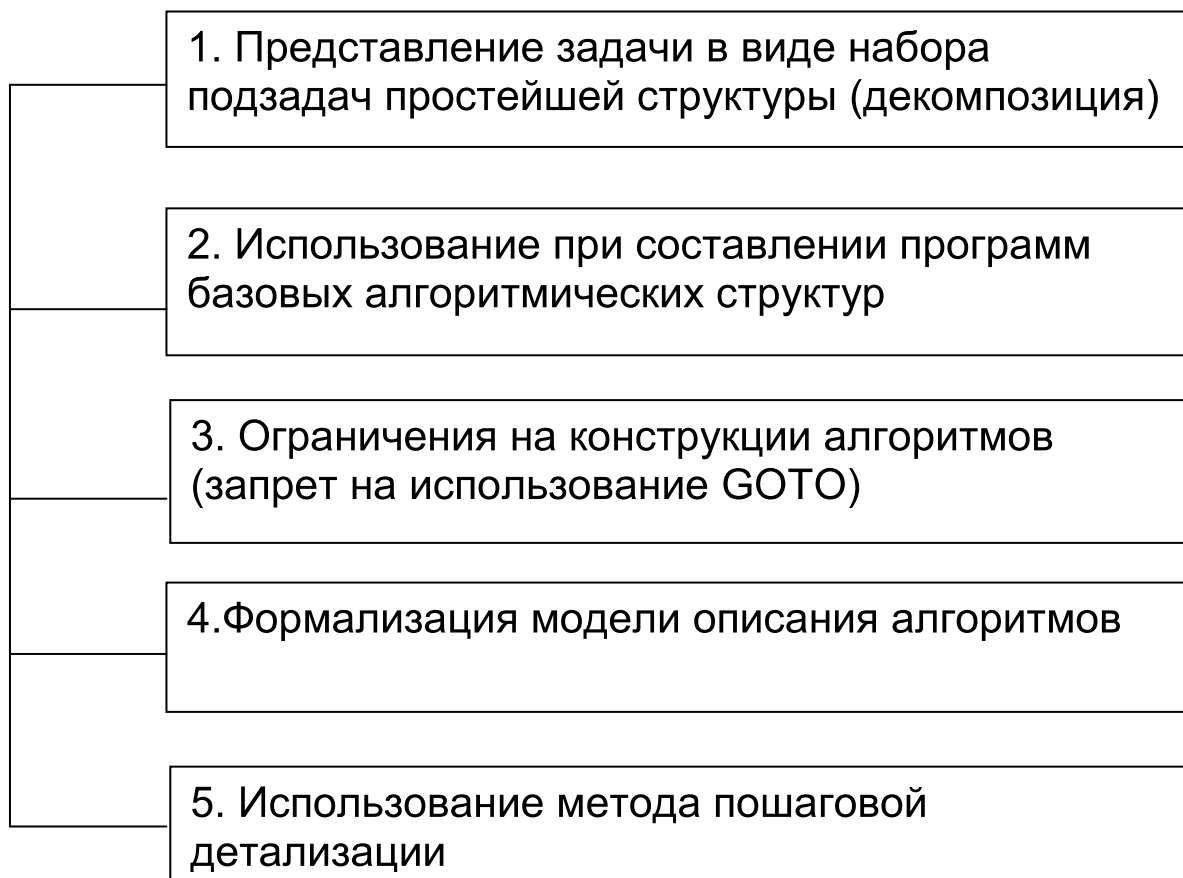 1. Представление задачи в виде набора
подзадач простейшей структуры (декомпозиция)
2. Использование при составлении программ
базовых алгоритмических структур
3. Ограничения на конструкции алгоритмов
(запрет на использование GOTO)
4.Формализация модели описания алгоритмов
5. Использование метода пошаговой
детализации